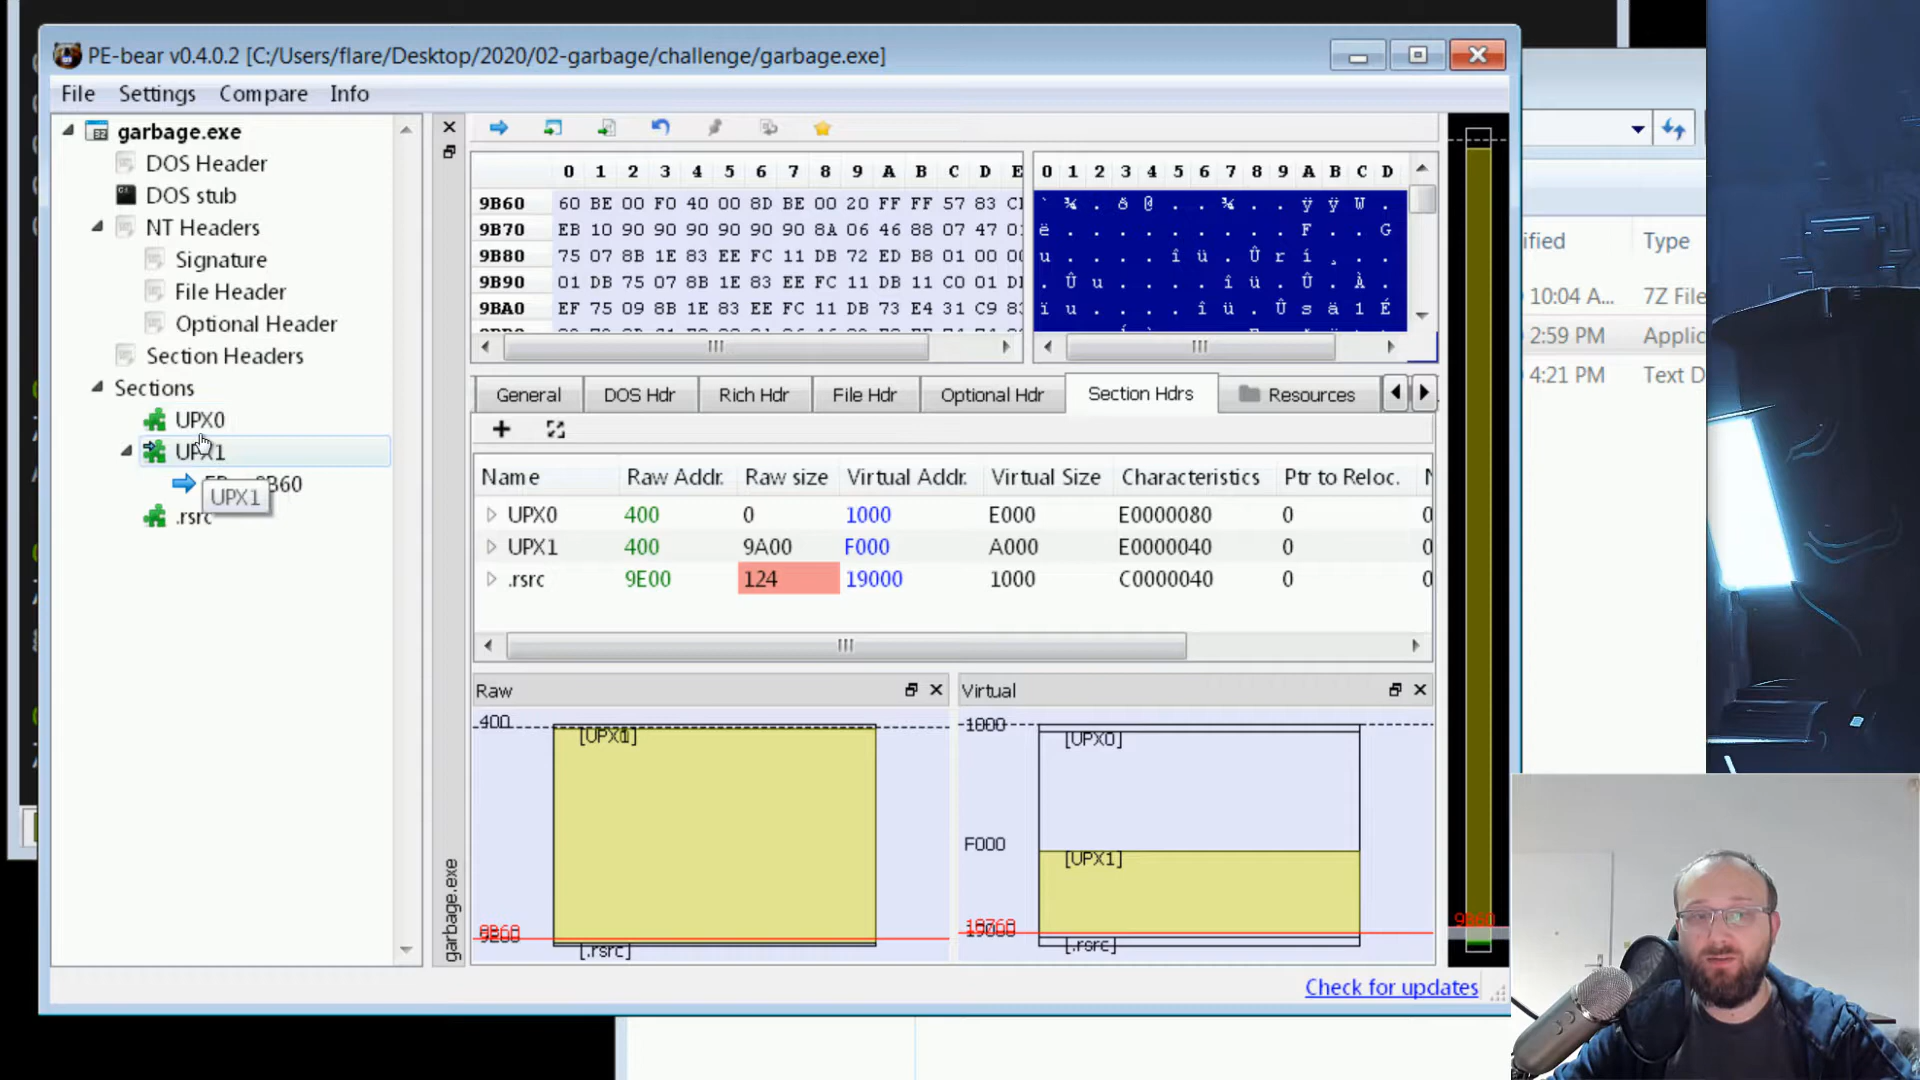 PE-bear v0.4.0.2 [C:/Users/flare/Desktop/2020/02-garbage/challenge/garbage.exe]
File Settings Compare Info
garbage.exe
DOS Header
DOS stub
NT Headers
Signature
File Header
Optional Header
Section Headers
Sections
UPX0
UPX1
UPX1
.rsrc
garbage.exe
0 1 2 3 4 5 6 7 8 9 A B C D E
9B60 60 BE 00 F0 40 00 8D BE 00 20 FF FF 57 83
9B70 EB 10 90 90 90 90 90 90 8A 06 46 88 07 47
9B80 75 07 8B 1E 83 EE FC 11 DB 72 ED B8 01 00
9B90 01 DB 75 07 8B 1E 83 EE FC 11 DB 11 C0 01
9BA0 EF 75 09 8B 1E 83 EE FC 11 DB 73 E4 31 C9
0 1 2 3 4 5 6 7 8 9 A B C D
` ¾ . ð @ . . ¾ . . ÿ ÿ W .
ë . . . . . . . . . F . . G
u . . . . î ü . Û r í ¸ . .
. Û u . . . . î ü . Û . À .
ï u . . . . î ü . Û s ä 1 É
General DOS Hdr Rich Hdr File Hdr Optional Hdr Section Hdrs Resources
Name Raw Addr. Raw size Virtual Addr. Virtual Size Characteristics Ptr to Reloc.
UPX0 400 0 1000 E000 E0000080 0 0
UPX1 400 9A00 F000 A000 E0000040 0 0
.rsrc 9E00 124 19000 1000 C0000040 0 0
Raw
400
[.rsrc]
Virtual
1000
[UPX0]
F000
[UPX1]
[.rsrc]
9B60
Check for updates
Type
10:04 A... 7Z File
2:59 PM
4:21 PM